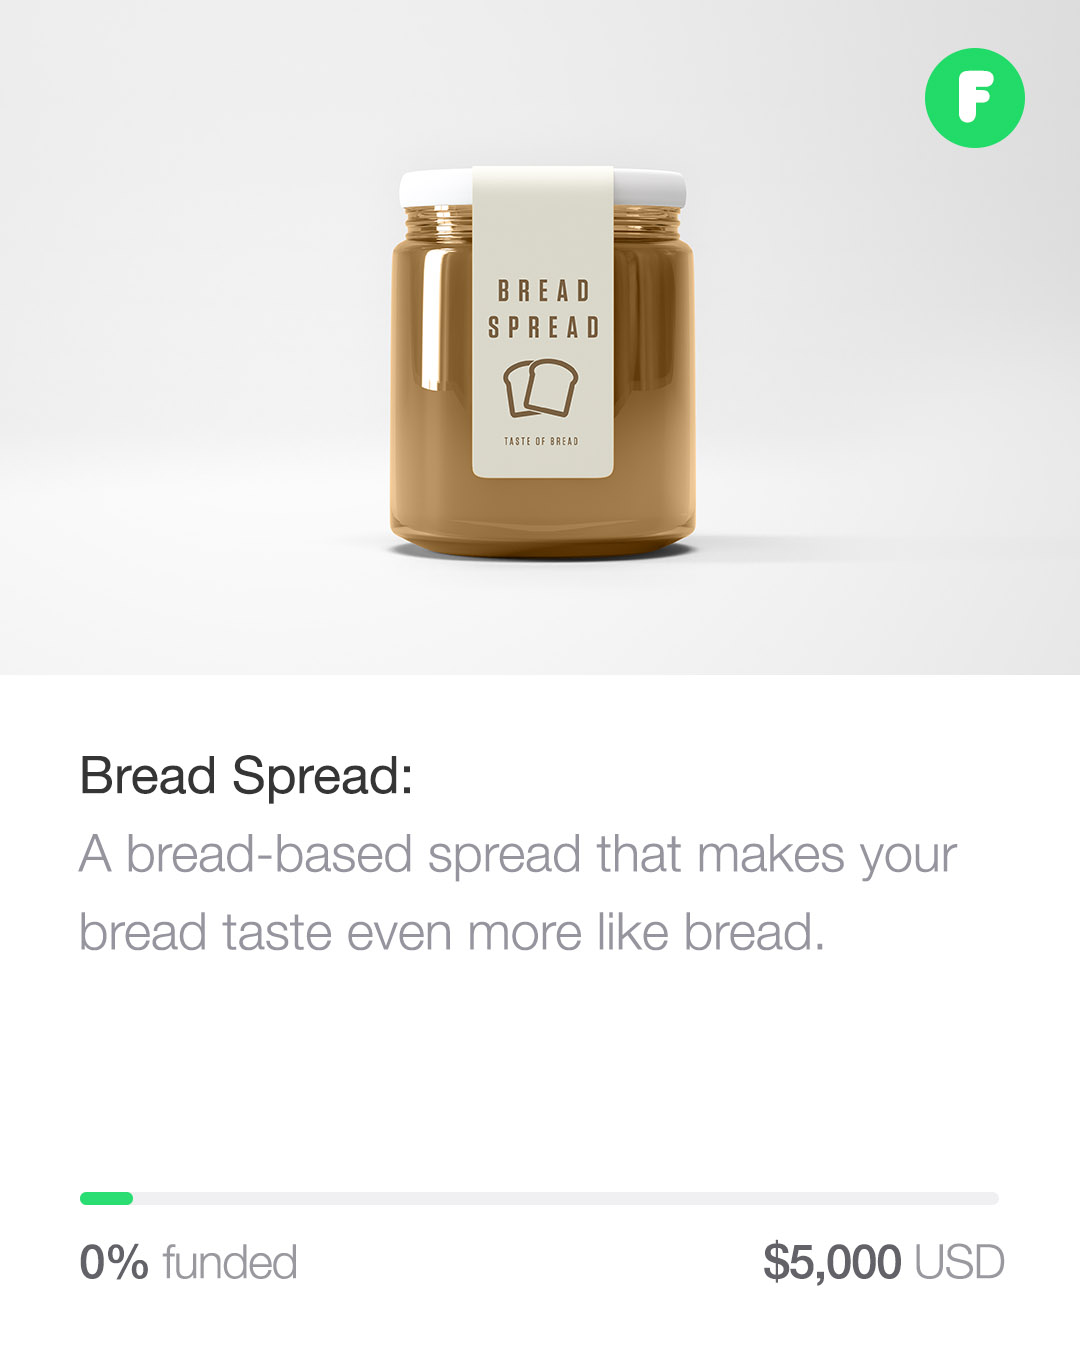 F
BREAD
SPREAD
TASTE OF BREAD
Bread Spread:
A bread-based spread that makes your
bread taste even more like bread.
0% funded
$5,000 USD